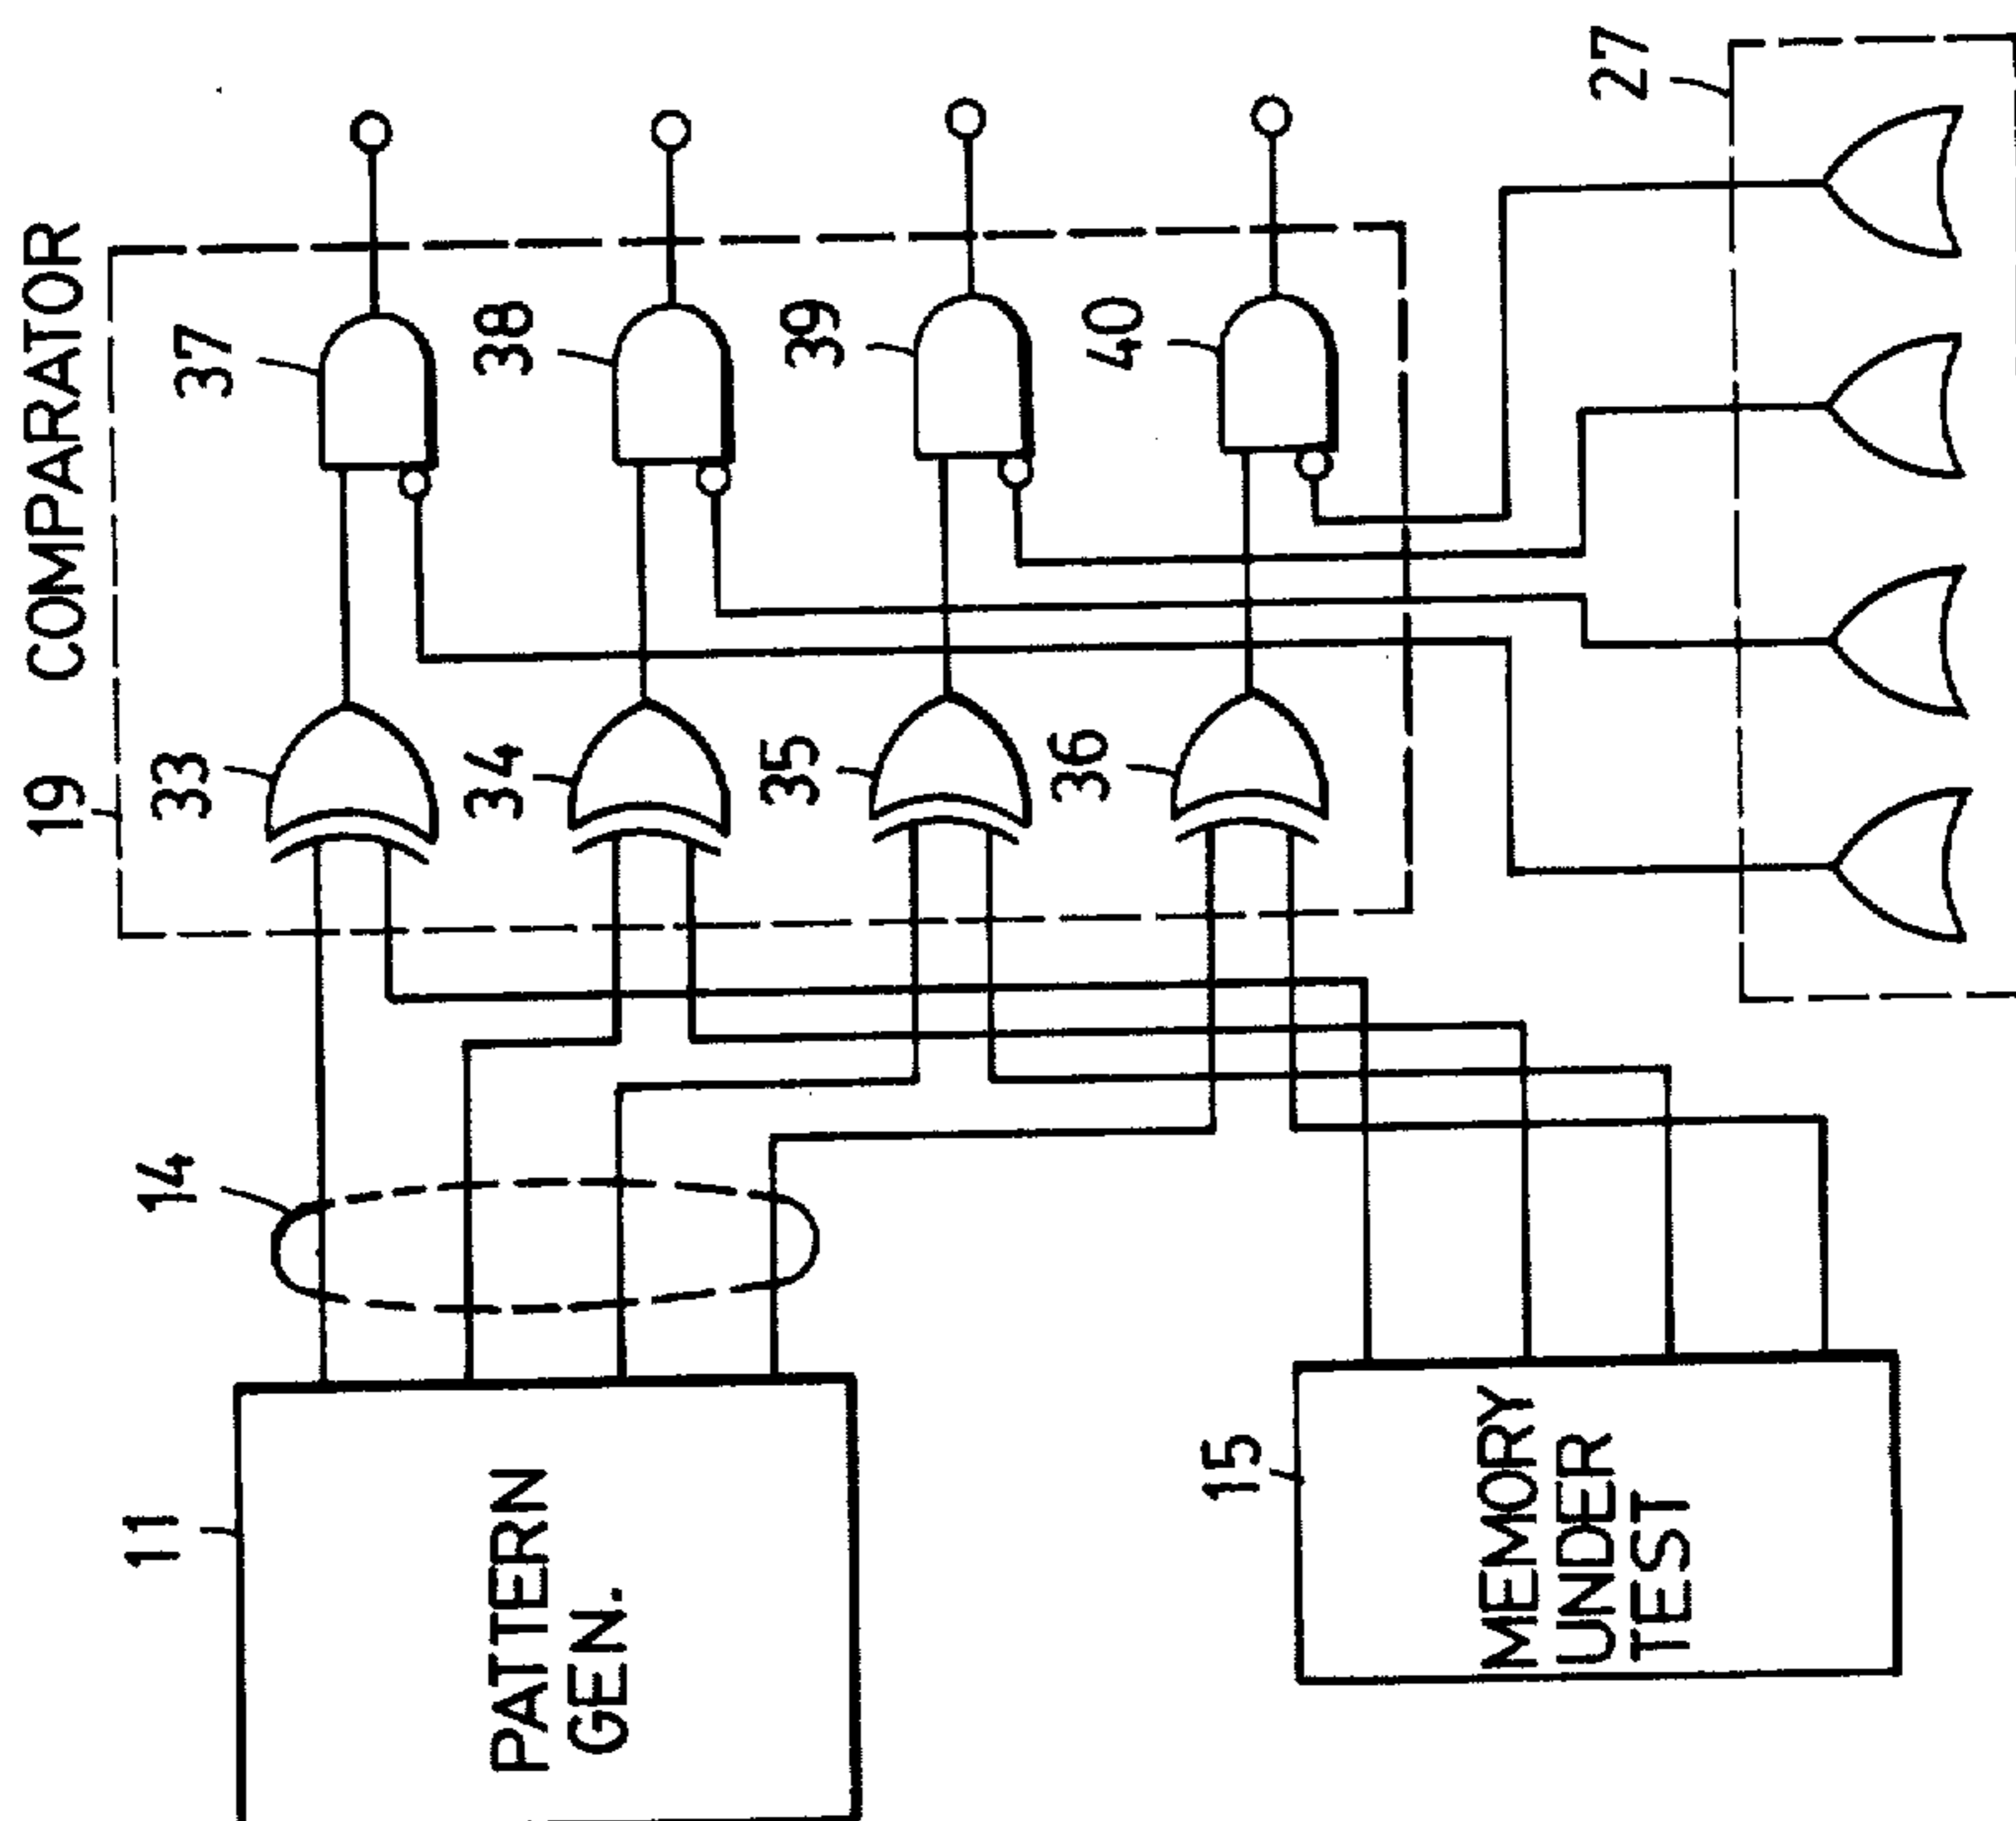 19 COMPARATOR
33
37
34
38
35
39
36
40
14
11
PATTERN
GEN.
15
MEMORY
UNDER
TEST
27